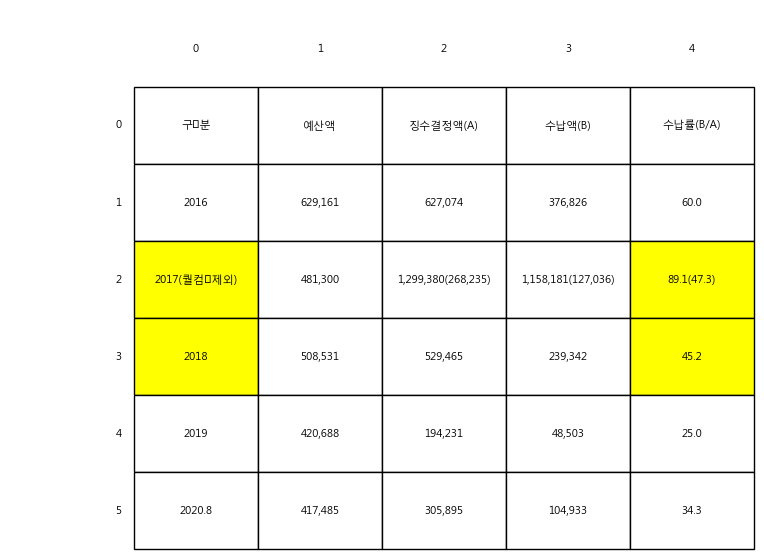 0 1 2 3 4
0 구□분 예산액 징수결정액(A) 수납액(B) 수납률(B/A)
1 2016 629,161 627,074 376,826 60.0
2 2017(퀄컴□제외) 481,300 1,299,380(268,235) 1,158,181(127,036) 89.1(47.3)
3 2018 508,531 529,465 239,342 45.2
4 2019 420,688 194,231 48,503 25.0
5 2020.8 417,485 305,895 104,933 34.3